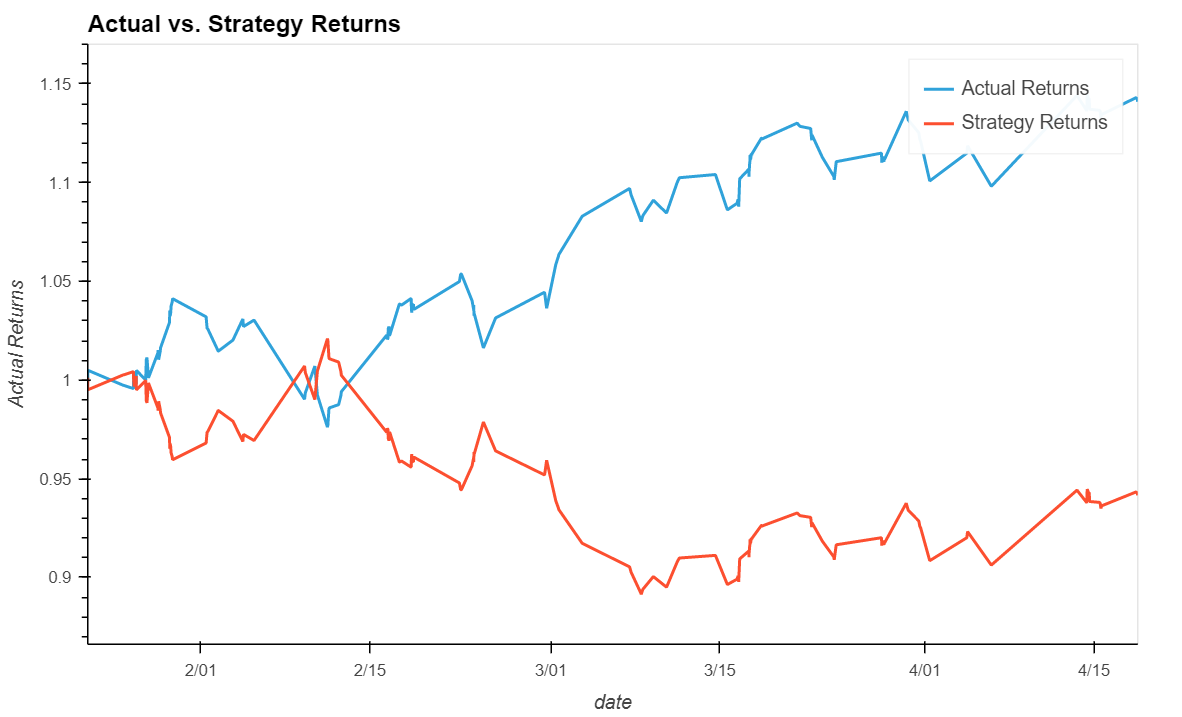 Actual vs. Strategy Returns
Actual Returns
Strategy Returns
Actual Returns
1.15
1.1
1.05
1
0.95
0.9
2/01
2/15
3/01
3/15
4/01
4/15
date